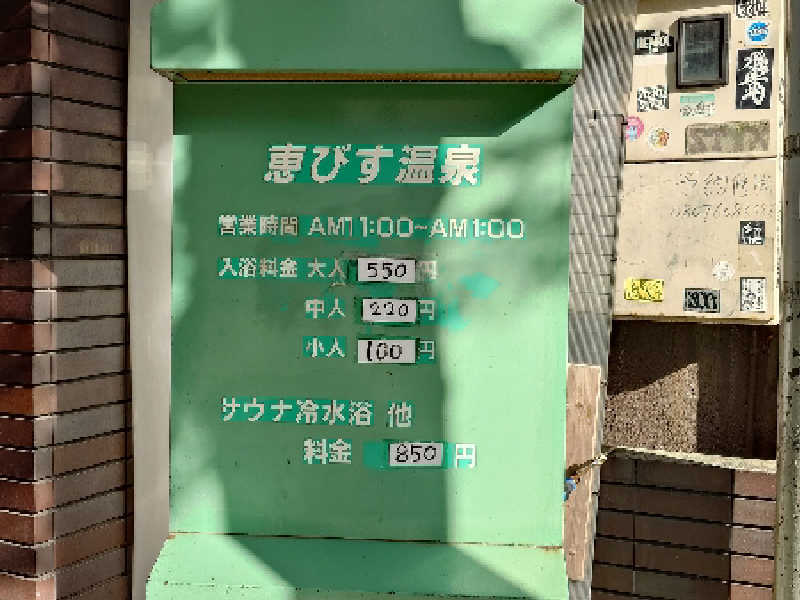 恵びす温泉
営業時間 AM11:00~AM1:00
入浴料金 大人 550 円
中人 220 円
小人 100 円
サウナ冷水浴 他
料金 850 円